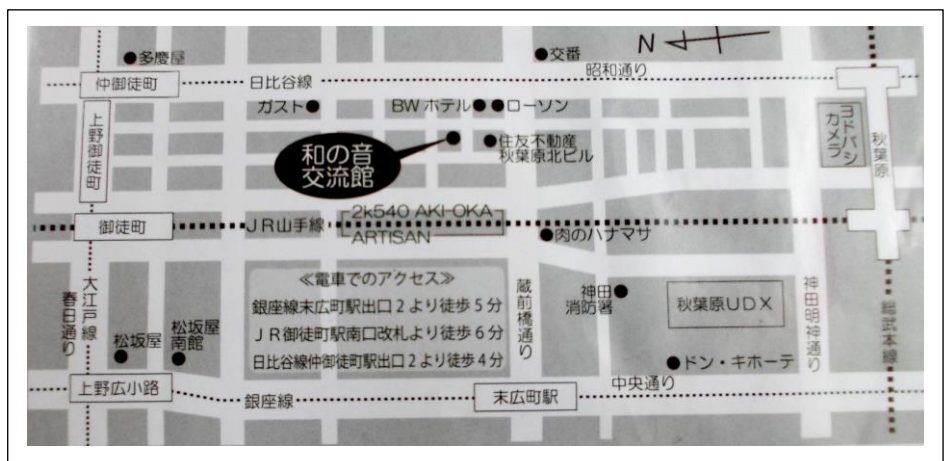 多慶屋
交番
N
仲御徒町
日比谷線
昭和通り
ガスト
BWホテル
ローソン
上野御徒町
和の音
交流館
住友不動産
秋葉原北ビル
ヨドバシ
カメラ
秋葉原
御徒町
JR山手線
2k540 AKI-OKA
ARTISAN
肉のハナマサ
大江戸線
春日通り
≪電車でのアクセス≫
銀座線末広町駅出口2より徒歩5分
JR御徒町駅南口改札より徒歩6分
日比谷線仲御徒町駅出口2より徒歩4分
蔵前橋通り
神田
消防署
秋葉原UDX
神田明神通り
総武本線
松坂屋
松坂屋
南館
ドン・キホーテ
上野広小路
銀座線
末広町駅
中央通り